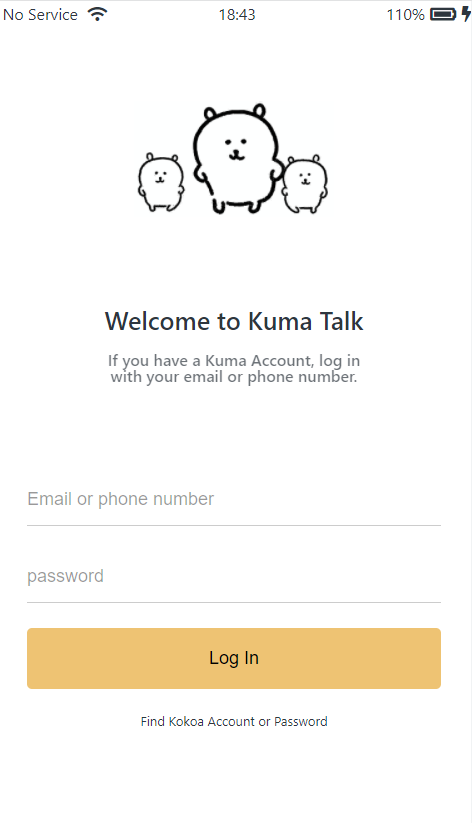 No Service 18:43 110%
Welcome to Kuma Talk
If you have a Kuma Account, log in
with your email or phone number.
Email or phone number
password
Log In
Find Kokoa Account or Password